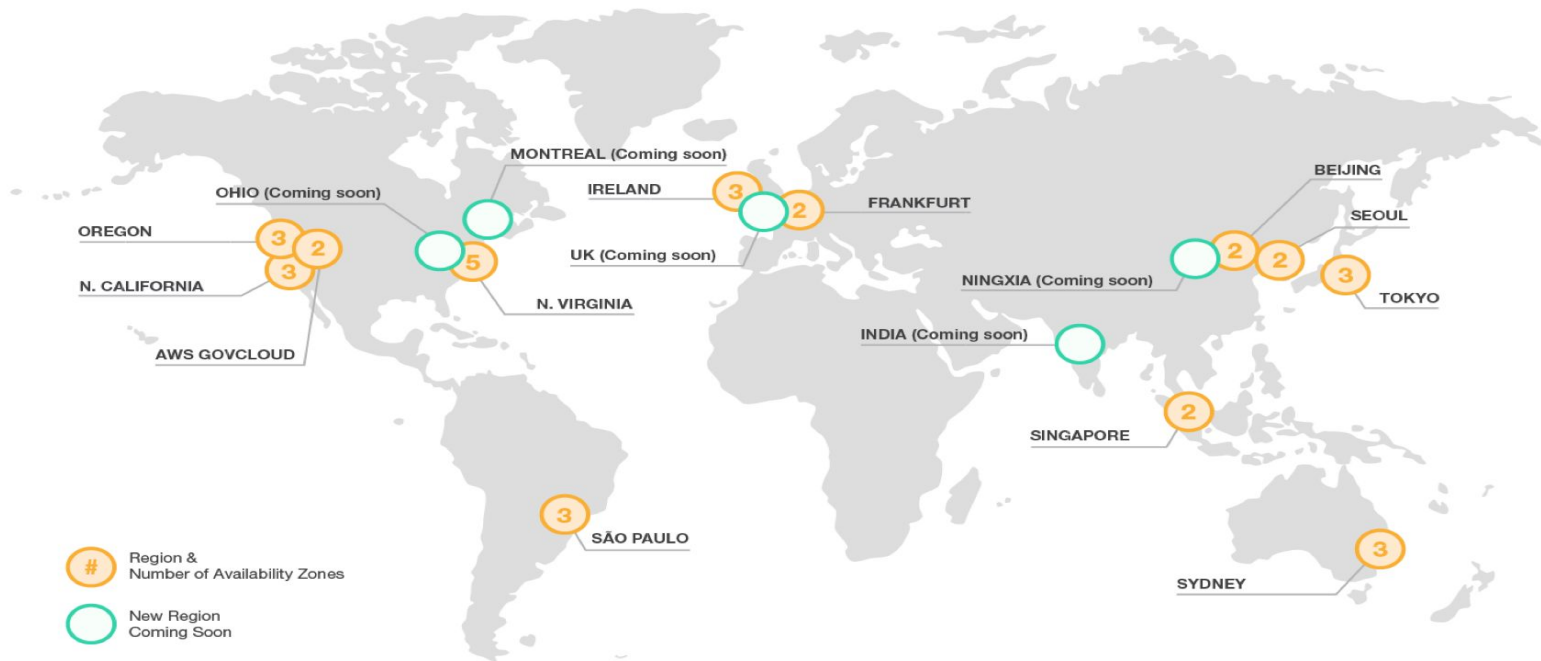 MONTREAL (Coming soon)
OHIO (Coming soon)
IRELAND
3
2
FRANKFURT
BEIJING
SEOUL
OREGON
3
2
5
UK (Coming soon)
2
2
3
N. CALIFORNIA
3
N. VIRGINIA
NINGXIA (Coming soon)
TOKYO
AWS GOVCLOUD
INDIA (Coming soon)
2
SINGAPORE
3
SÃO PAULO
3
SYDNEY
#
Region &
Number of Availability Zones
New Region
Coming Soon